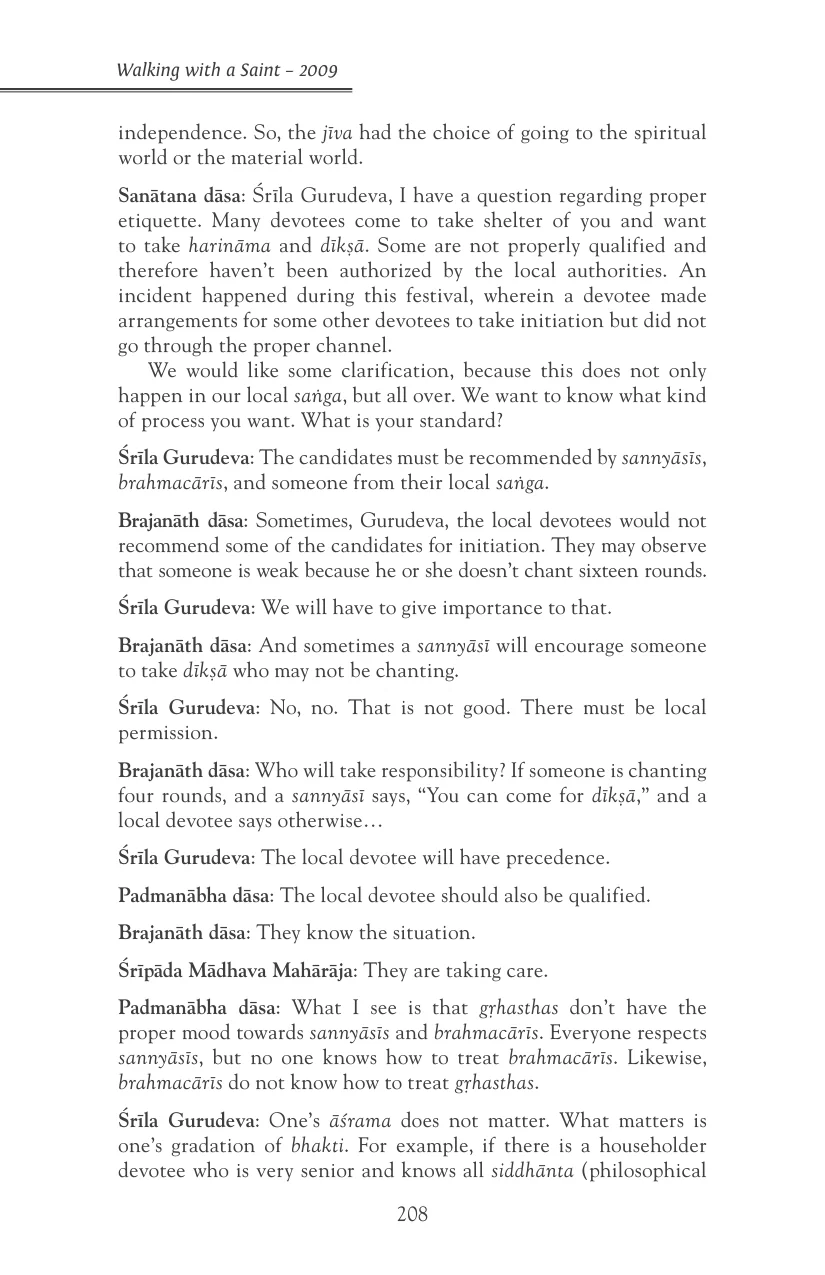 Walking with a Saint – 2009
independence. So, the jīva had the choice of going to the spiritual
world or the material world.
Sanātana dāsa: Śrīla Gurudeva, I have a question regarding proper
etiquette. Many devotees come to take shelter of you and want
to take harināma and dīkṣā. Some are not properly qualified and
therefore haven’t been authorized by the local authorities. An
incident happened during this festival, wherein a devotee made
arrangements for some other devotees to take initiation but did not
go through the proper channel.
We would like some clarification, because this does not only
happen in our local saṅga, but all over. We want to know what kind
of process you want. What is your standard?
Śrīla Gurudeva: The candidates must be recommended by sannyāsīs,
brahmacārīs, and someone from their local saṅga.
Brajanāth dāsa: Sometimes, Gurudeva, the local devotees would not
recommend some of the candidates for initiation. They may observe
that someone is weak because he or she doesn’t chant sixteen rounds.
Śrīla Gurudeva: We will have to give importance to that.
Brajanāth dāsa: And sometimes a sannyāsī will encourage someone
to take dīkṣā who may not be chanting.
Śrīla Gurudeva: No, no. That is not good. There must be local
permission.
Brajanāth dāsa: Who will take responsibility? If someone is chanting
four rounds, and a sannyāsī says, “You can come for dīkṣā,” and a
local devotee says otherwise…
Śrīla Gurudeva: The local devotee will have precedence.
Padmanābha dāsa: The local devotee should also be qualified.
Brajanāth dāsa: They know the situation.
Śrīpāda Mādhava Mahārāja: They are taking care.
Padmanābha dāsa: What I see is that gṛhasthas don’t have the
proper mood towards sannyāsīs and brahmacārīs. Everyone respects
sannyāsīs, but no one knows how to treat brahmacārīs. Likewise,
brahmacārīs do not know how to treat gṛhasthas.
Śrīla Gurudeva: One’s āśrama does not matter. What matters is
one’s gradation of bhakti. For example, if there is a householder
devotee who is very senior and knows all siddhānta (philosophical
208